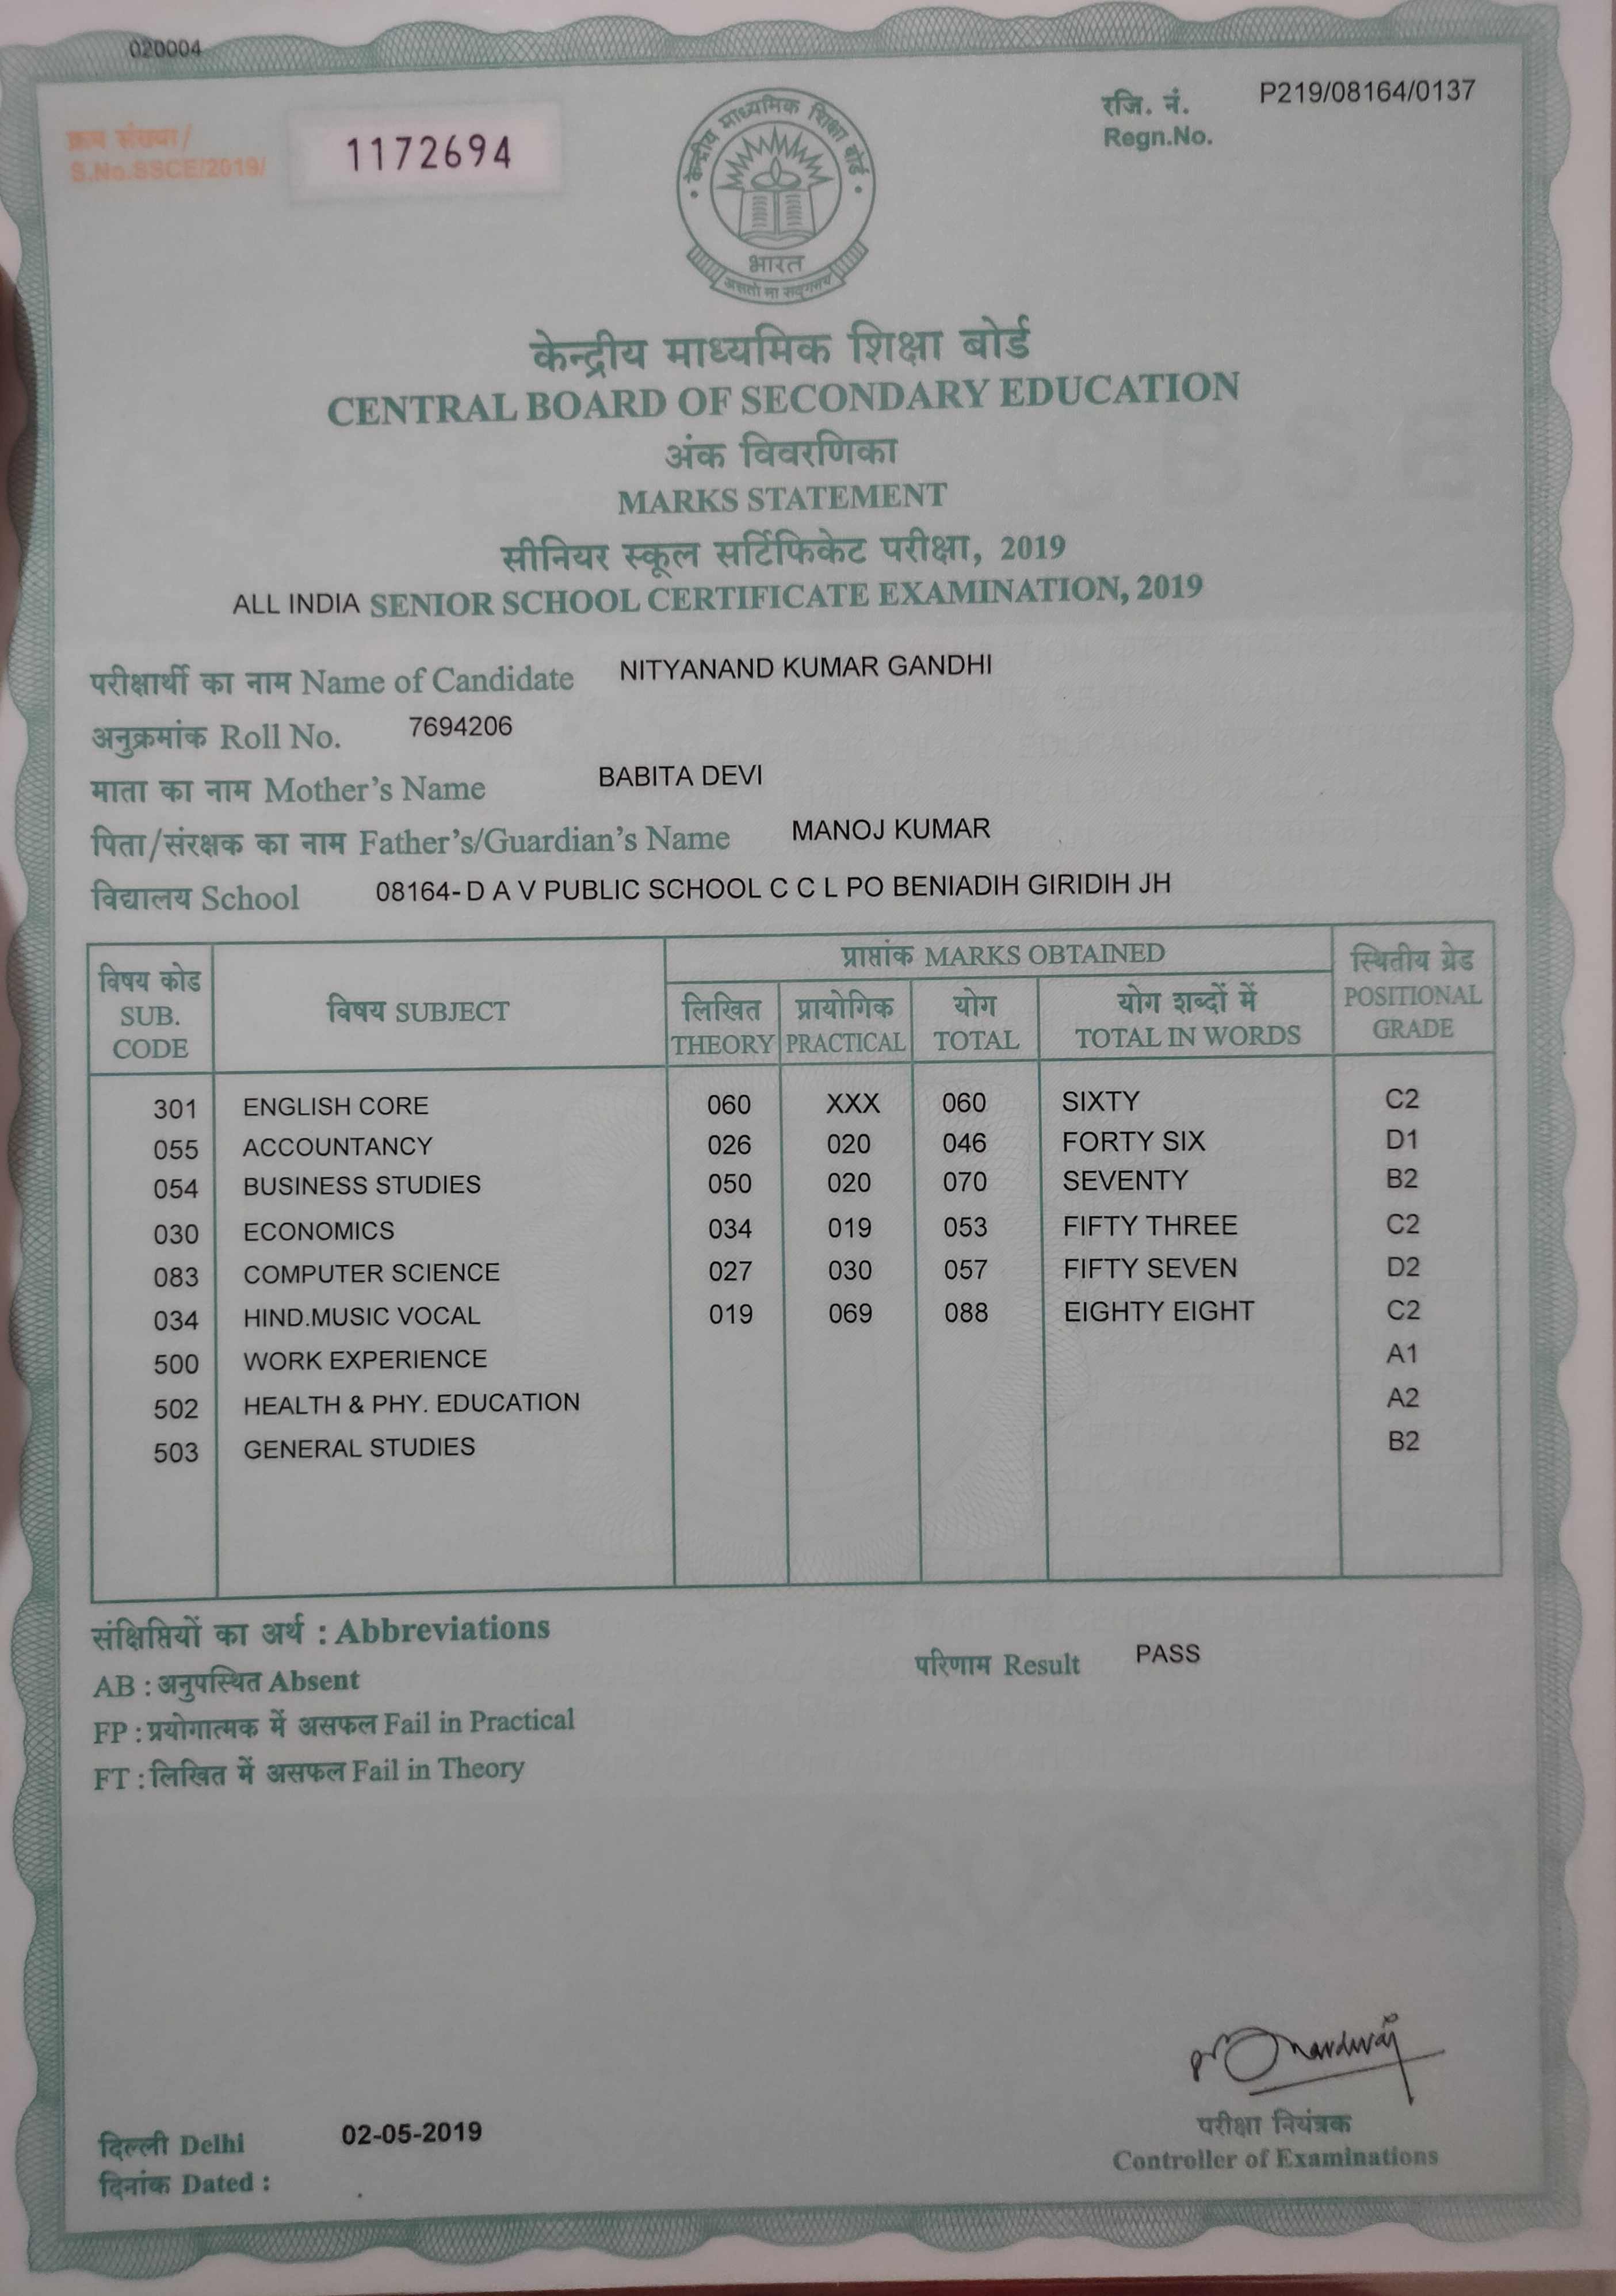 020004
क्रम संख्या/
S.No.SSCE/2019/
1172694
केन्द्रीय माध्यमिक शिक्षा बोर्ड
भारत
असतो मा सद्गमय
रजि. नं.
Regn.No.
P219/08164/0137
केन्द्रीय माध्यमिक शिक्षा बोर्ड
CENTRAL BOARD OF SECONDARY EDUCATION
अंक विवरणिका
MARKS STATEMENT
सीनियर स्कूल सर्टिफिकेट परीक्षा, 2019
ALL INDIA SENIOR SCHOOL CERTIFICATE EXAMINATION, 2019
परीक्षार्थी का नाम Name of Candidate NITYANAND KUMAR GANDHI
अनुक्रमांक Roll No. 7694206
माता का नाम Mother's Name BABITA DEVI
पिता/संरक्षक का नाम Father's/Guardian's Name MANOJ KUMAR
विद्यालय School 08164- D A V PUBLIC SCHOOL C C L PO BENIADIH GIRIDIH JH
विषय कोड
SUB.
CODE
विषय SUBJECT
प्राप्तांक MARKS OBTAINED
लिखित
THEORY
प्रायोगिक
PRACTICAL
योग
TOTAL
योग शब्दों में
TOTAL IN WORDS
स्थितीय ग्रेड
POSITIONAL
GRADE
301 ENGLISH CORE 060 XXX 060 SIXTY C2
055 ACCOUNTANCY 026 020 046 FORTY SIX D1
054 BUSINESS STUDIES 050 020 070 SEVENTY B2
030 ECONOMICS 034 019 053 FIFTY THREE C2
083 COMPUTER SCIENCE 027 030 057 FIFTY SEVEN D2
034 HIND.MUSIC VOCAL 019 069 088 EIGHTY EIGHT C2
500 WORK EXPERIENCE A1
502 HEALTH & PHY. EDUCATION A2
503 GENERAL STUDIES B2
संक्षिप्तियों का अर्थ : Abbreviations
AB : अनुपस्थित Absent
FP : प्रयोगात्मक में असफल Fail in Practical
FT : लिखित में असफल Fail in Theory
परिणाम Result PASS
दिल्ली Delhi
दिनांक Dated :
02-05-2019
परीक्षा नियंत्रक
Controller of Examinations